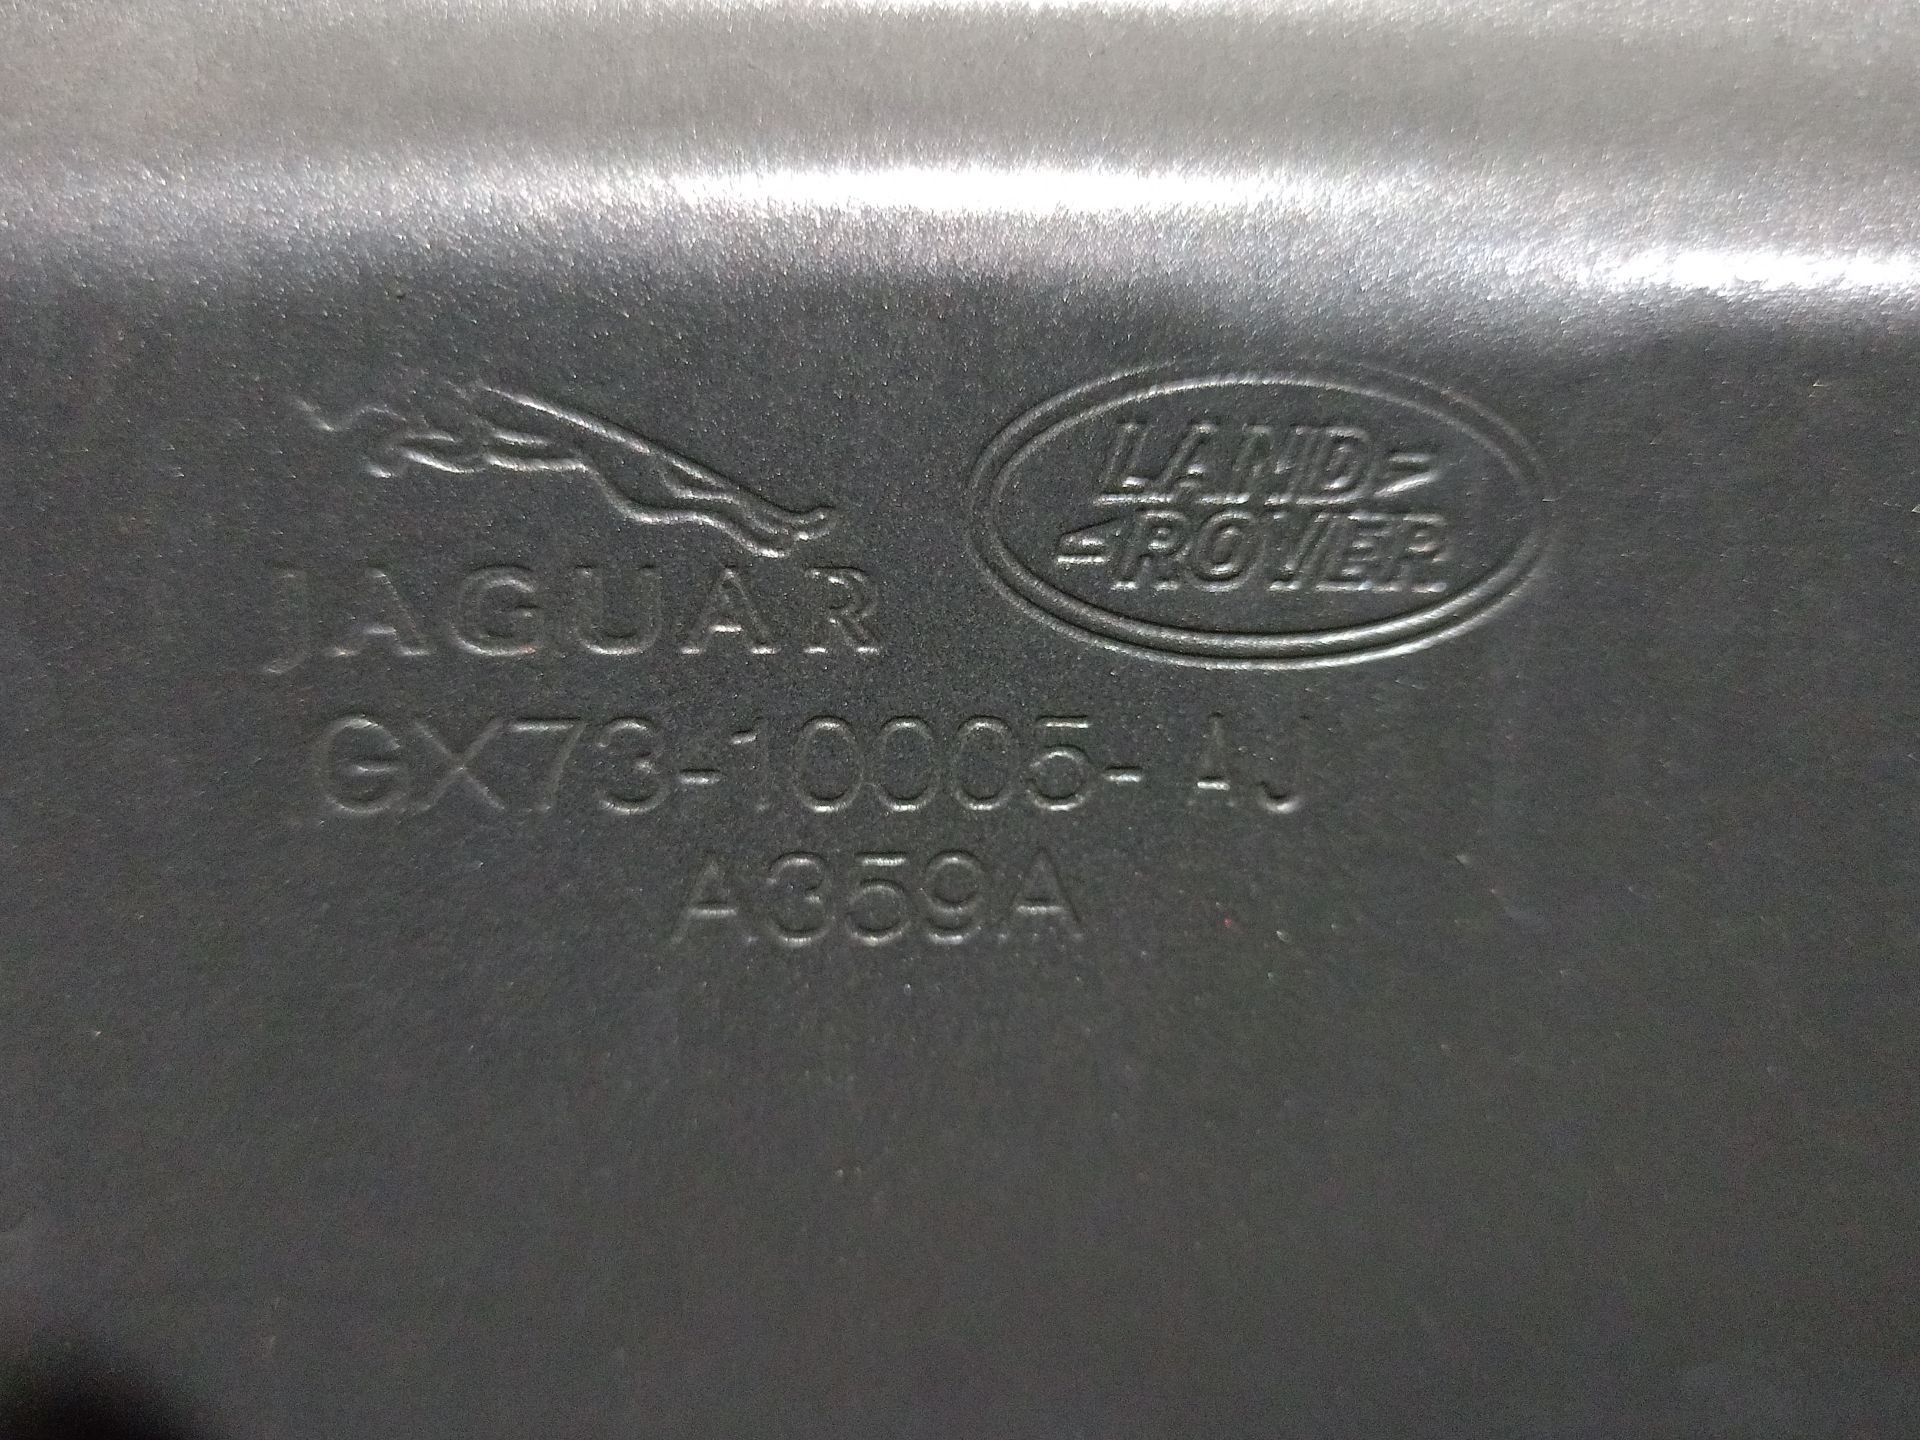 JAGUAR
LAND
ROVER
GX73-10005-AJ
A359A